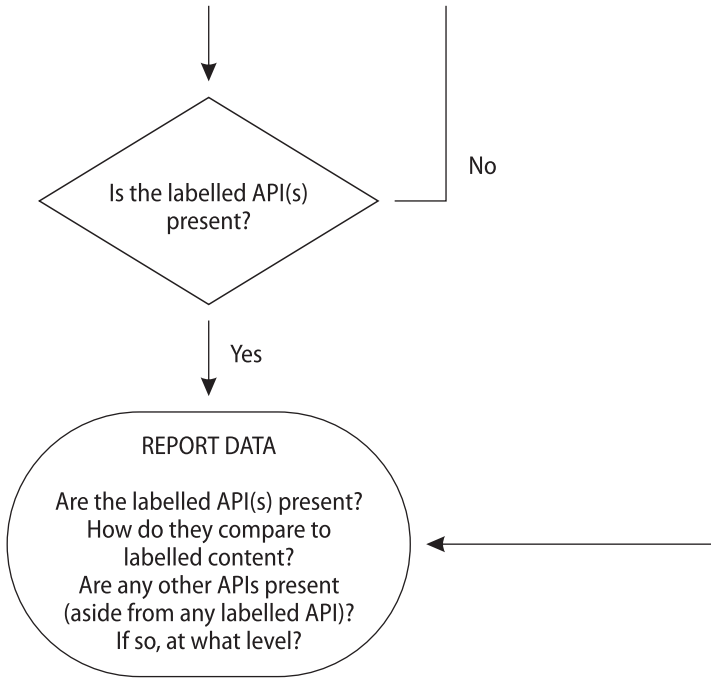 Is the labelled API(s)
present?
No
Yes
REPORT DATA
Are the labelled API(s) present?
How do they compare to
labelled content?
Are any other APIs present
(aside from any labelled API)?
If so, at what level?